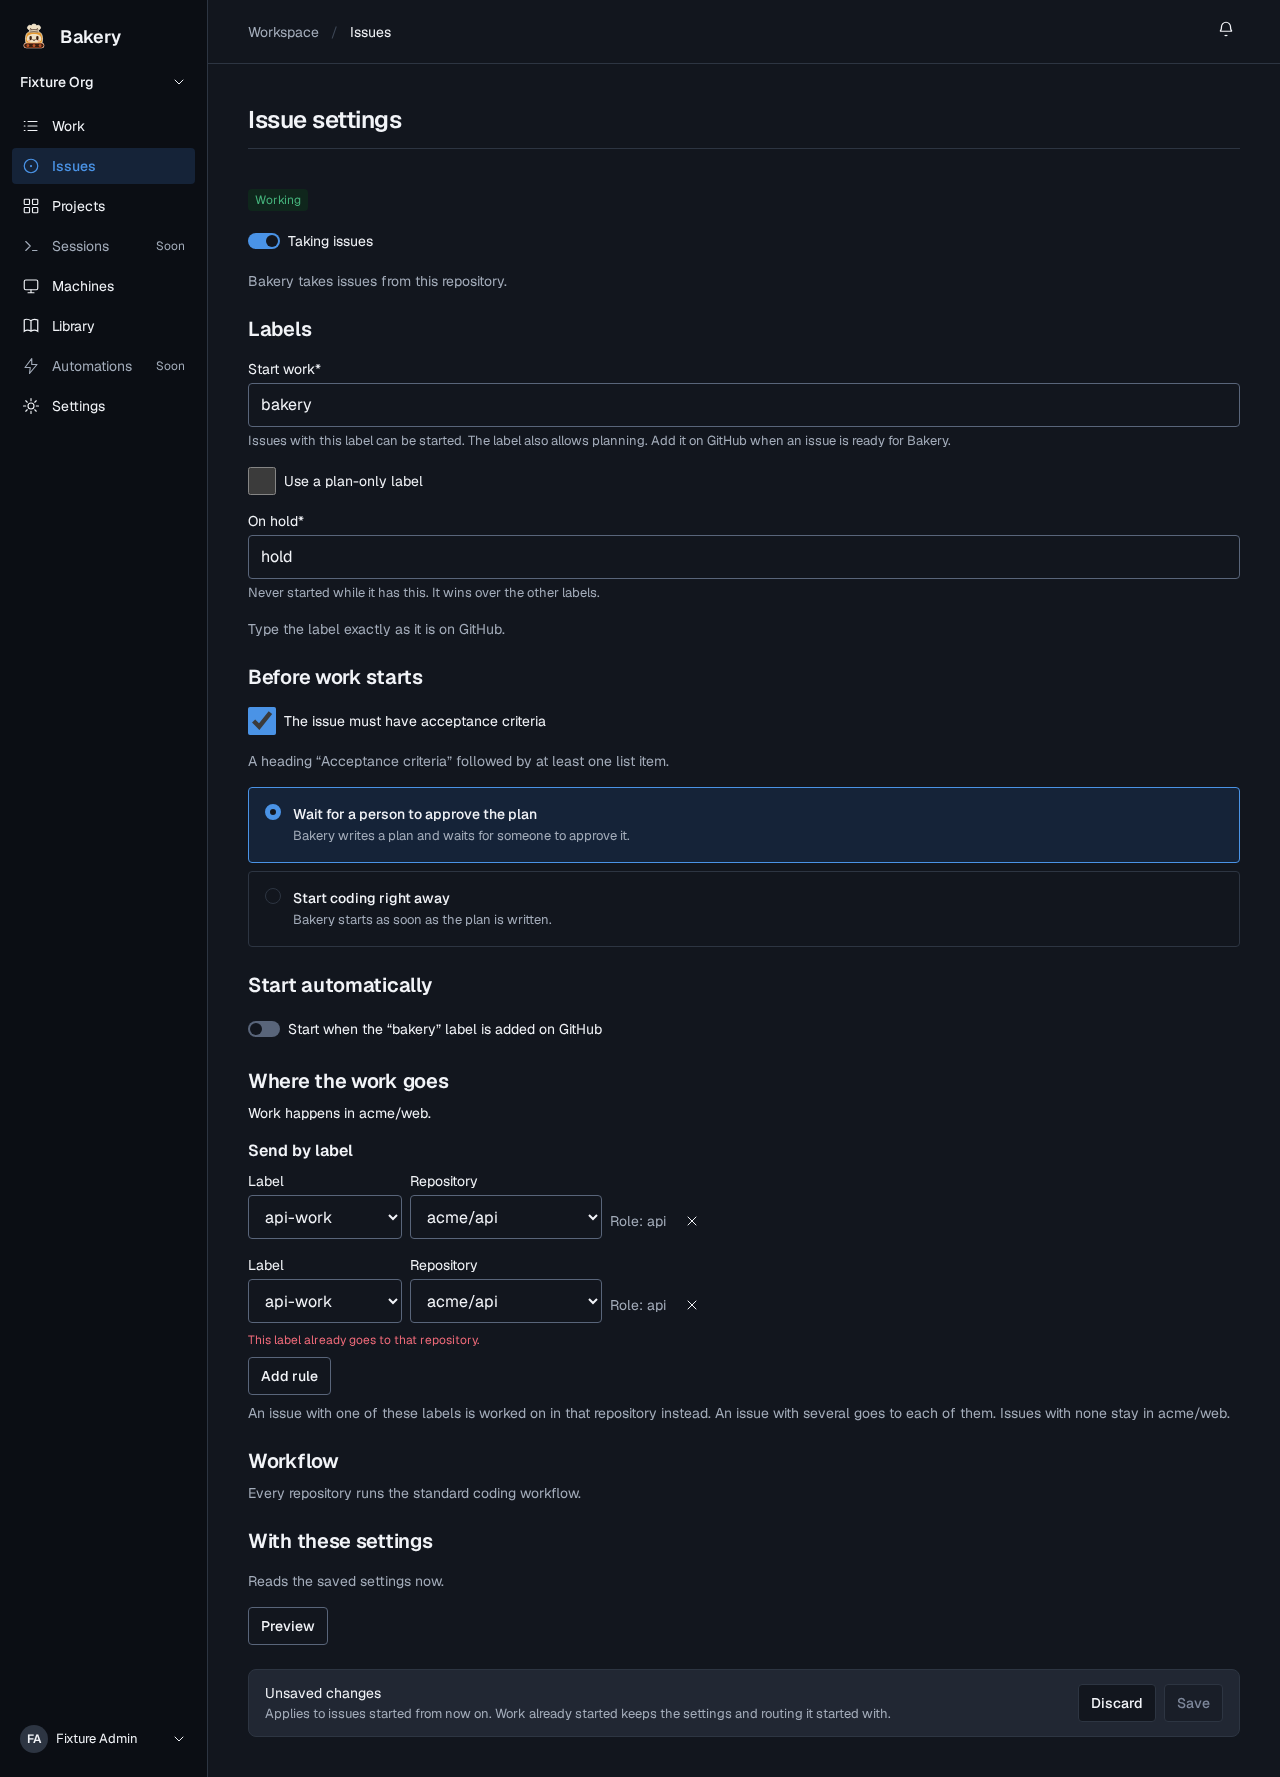 Bakery
Fixture Org
Work
Issues
Projects
Sessions Soon
Machines
Library
Automations Soon
Settings
FA Fixture Admin
Workspace / Issues
Issue settings
Working
Taking issues
Bakery takes issues from this repository.
Labels
Start work*
bakery
Issues with this label can be started. The label also allows planning. Add it on GitHub when an issue is ready for Bakery.
Use a plan-only label
On hold*
hold
Never started while it has this. It wins over the other labels.
Type the label exactly as it is on GitHub.
Before work starts
The issue must have acceptance criteria
A heading “Acceptance criteria” followed by at least one list item.
Wait for a person to approve the plan
Bakery writes a plan and waits for someone to approve it.
Start coding right away
Bakery starts as soon as the plan is written.
Start automatically
Start when the “bakery” label is added on GitHub
Where the work goes
Work happens in acme/web.
Send by label
Label Repository
api-work acme/api Role: api
Label Repository
api-work acme/api Role: api
This label already goes to that repository.
Add rule
An issue with one of these labels is worked on in that repository instead. An issue with several goes to each of them. Issues with none stay in acme/web.
Workflow
Every repository runs the standard coding workflow.
With these settings
Reads the saved settings now.
Preview
Unsaved changes
Applies to issues started from now on. Work already started keeps the settings and routing it started with.
Discard Save